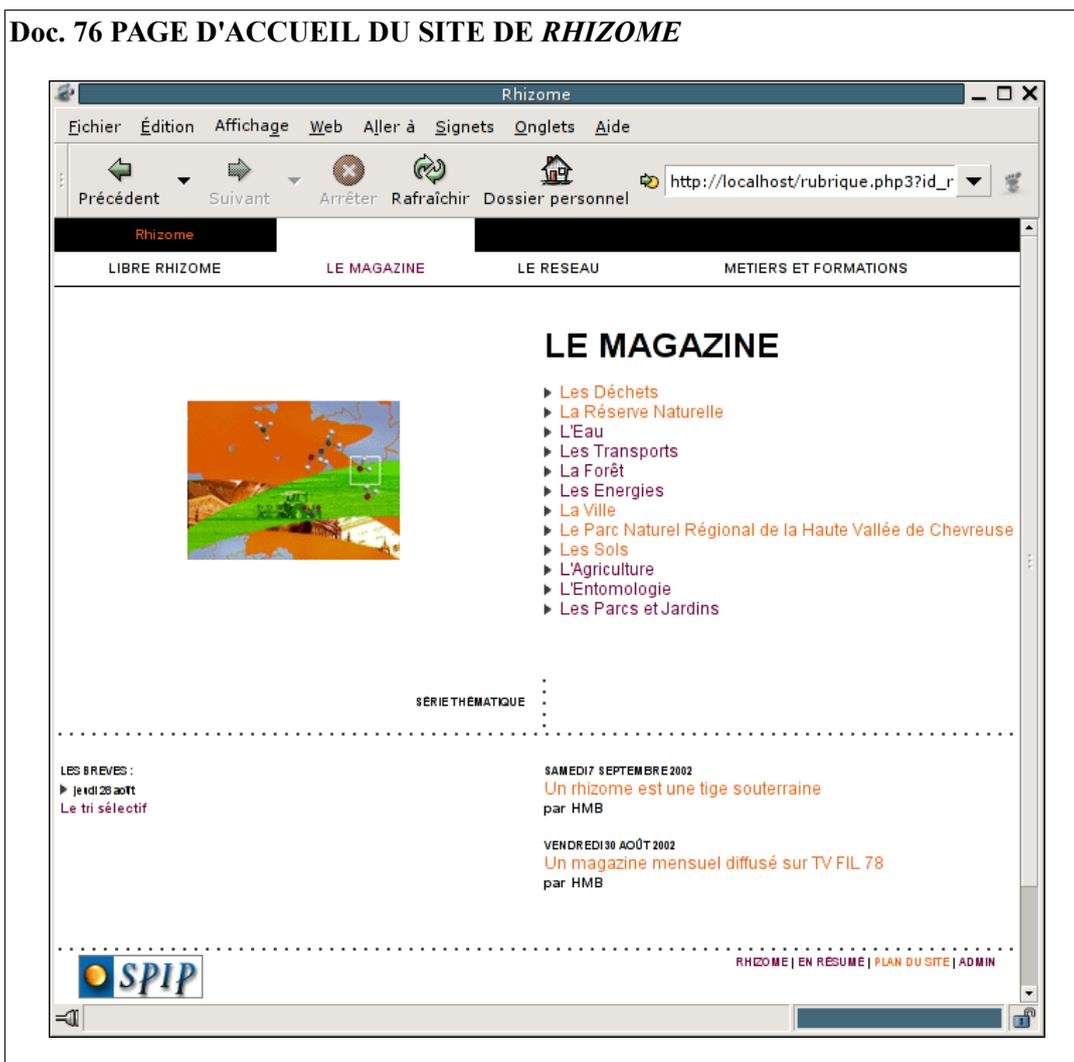 Doc. 76 PAGE D'ACCUEIL DU SITE DE RHIZOME
Rhizome
Fichier Édition Affichage Web Aller à Signets Onglets Aide
Précédent Suivant Arrêter Rafraîchir Dossier personnel http://localhost/rubrique.php3?id_r
Rhizome
LIBRE RHIZOME LE MAGAZINE LE RESEAU METIERS ET FORMATIONS
LE MAGAZINE
Les Déchets
La Réserve Naturelle
L'Eau
Les Transports
La Forêt
Les Energies
La Ville
Le Parc Naturel Régional de la Haute Vallée de Chevreuse
Les Sols
L'Agriculture
L'Entomologie
Les Parcs et Jardins
SÉRIE THÉMATIQUE
LES BREVES :
jeudi 28 août
Le tri sélectif
SAMEDI 7 SEPTEMBRE 2002
Un rhizome est une tige souterraine
par HMB
VENDREDI 30 AOÛT 2002
Un magazine mensuel diffusé sur TV FIL 78
par HMB
RHIZOME | EN RÉSUMÉ | PLAN DU SITE | ADMIN
SPIP